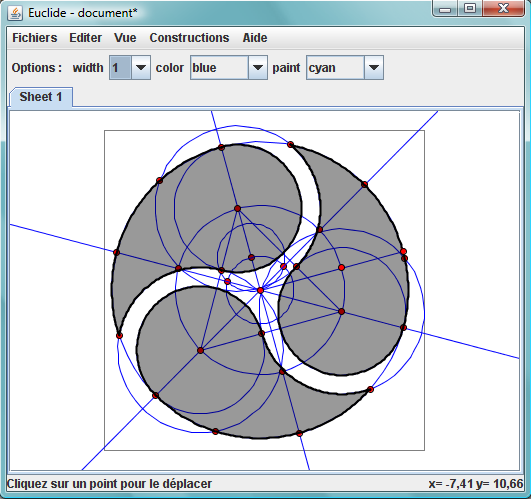 Euclide - document*
Fichiers Editer Vue Constructions Aide
Options : width 1 color blue paint cyan
Sheet 1
Cliquez sur un point pour le déplacer x= -7,41 y= 10,66